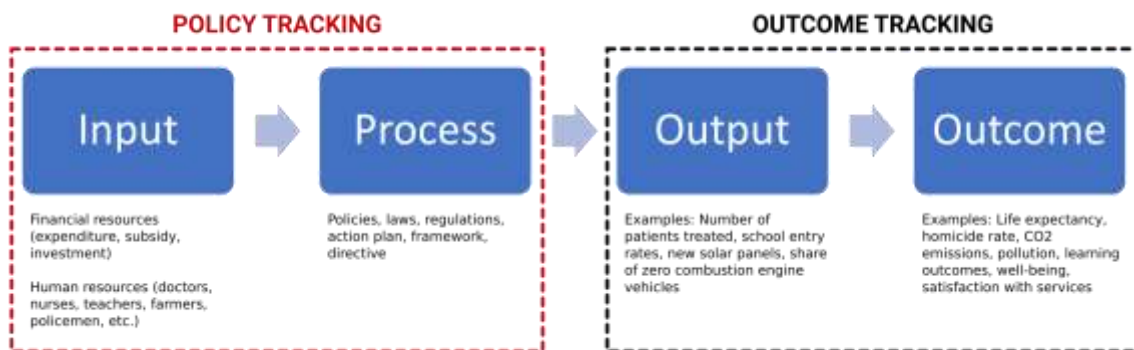 POLICY TRACKING
OUTCOME TRACKING
Input
Process
Output
Outcome
Financial resources
(expenditure, subsidy,
investment)
Human resources (doctors,
nurses, teachers, farmers,
policemen, etc.)
Policies, laws, regulations,
action plan, framework,
directive
Examples: Number of
patients treated, school entry
rates, new solar panels, share
of zero combustion engine
vehicles
Examples: Life expectancy,
homicide rate, CO2
emissions, pollution, learning
outcomes, well-being,
satisfaction with services